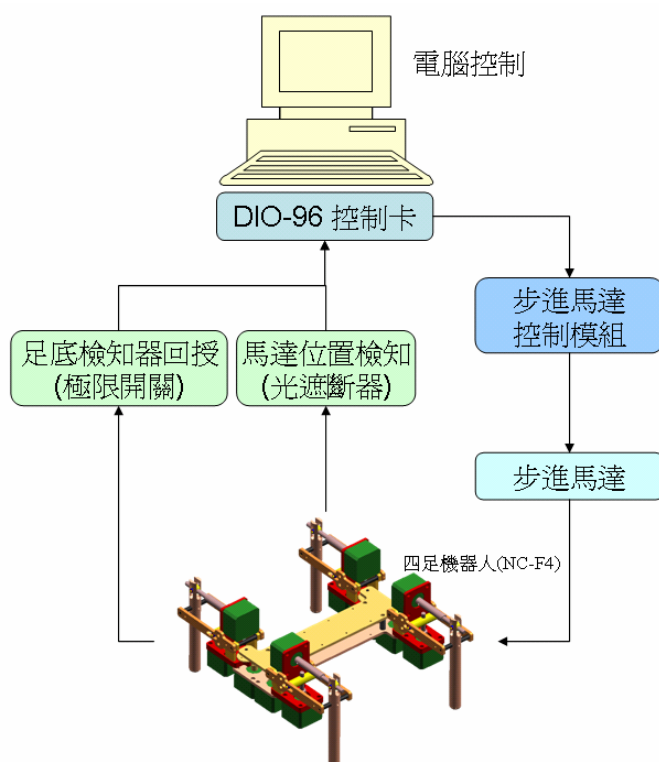 電腦控制
DIO-96 控制卡
步進馬達
控制模組
足底檢知器回授
(極限開關)
馬達位置檢知
(光遮斷器)
步進馬達
四足機器人(NC-F4)